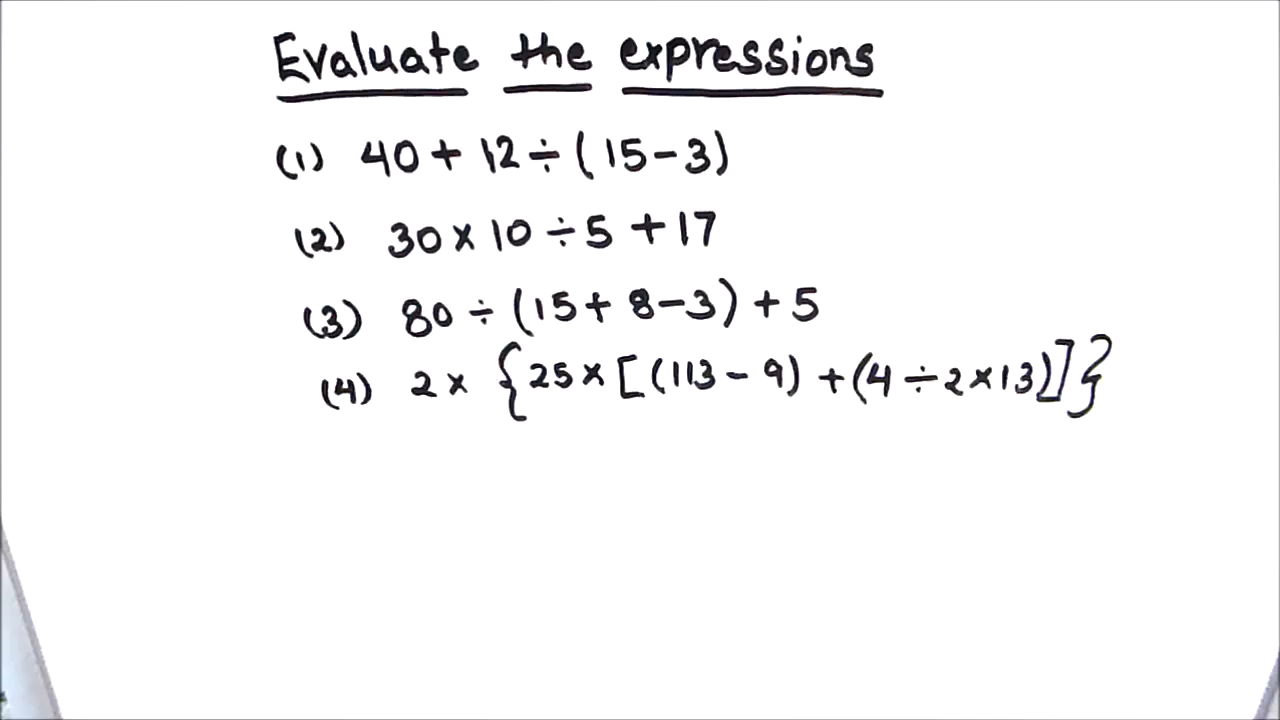 Evaluate the expressions
(1) 40 + 12 ÷ (15 - 3)
(2) 30 × 10 ÷ 5 + 17
(3) 80 ÷ (15 + 8 - 3) + 5
(4) 2 × {25 × [(113 - 9) + (4 ÷ 2 × 13)]}